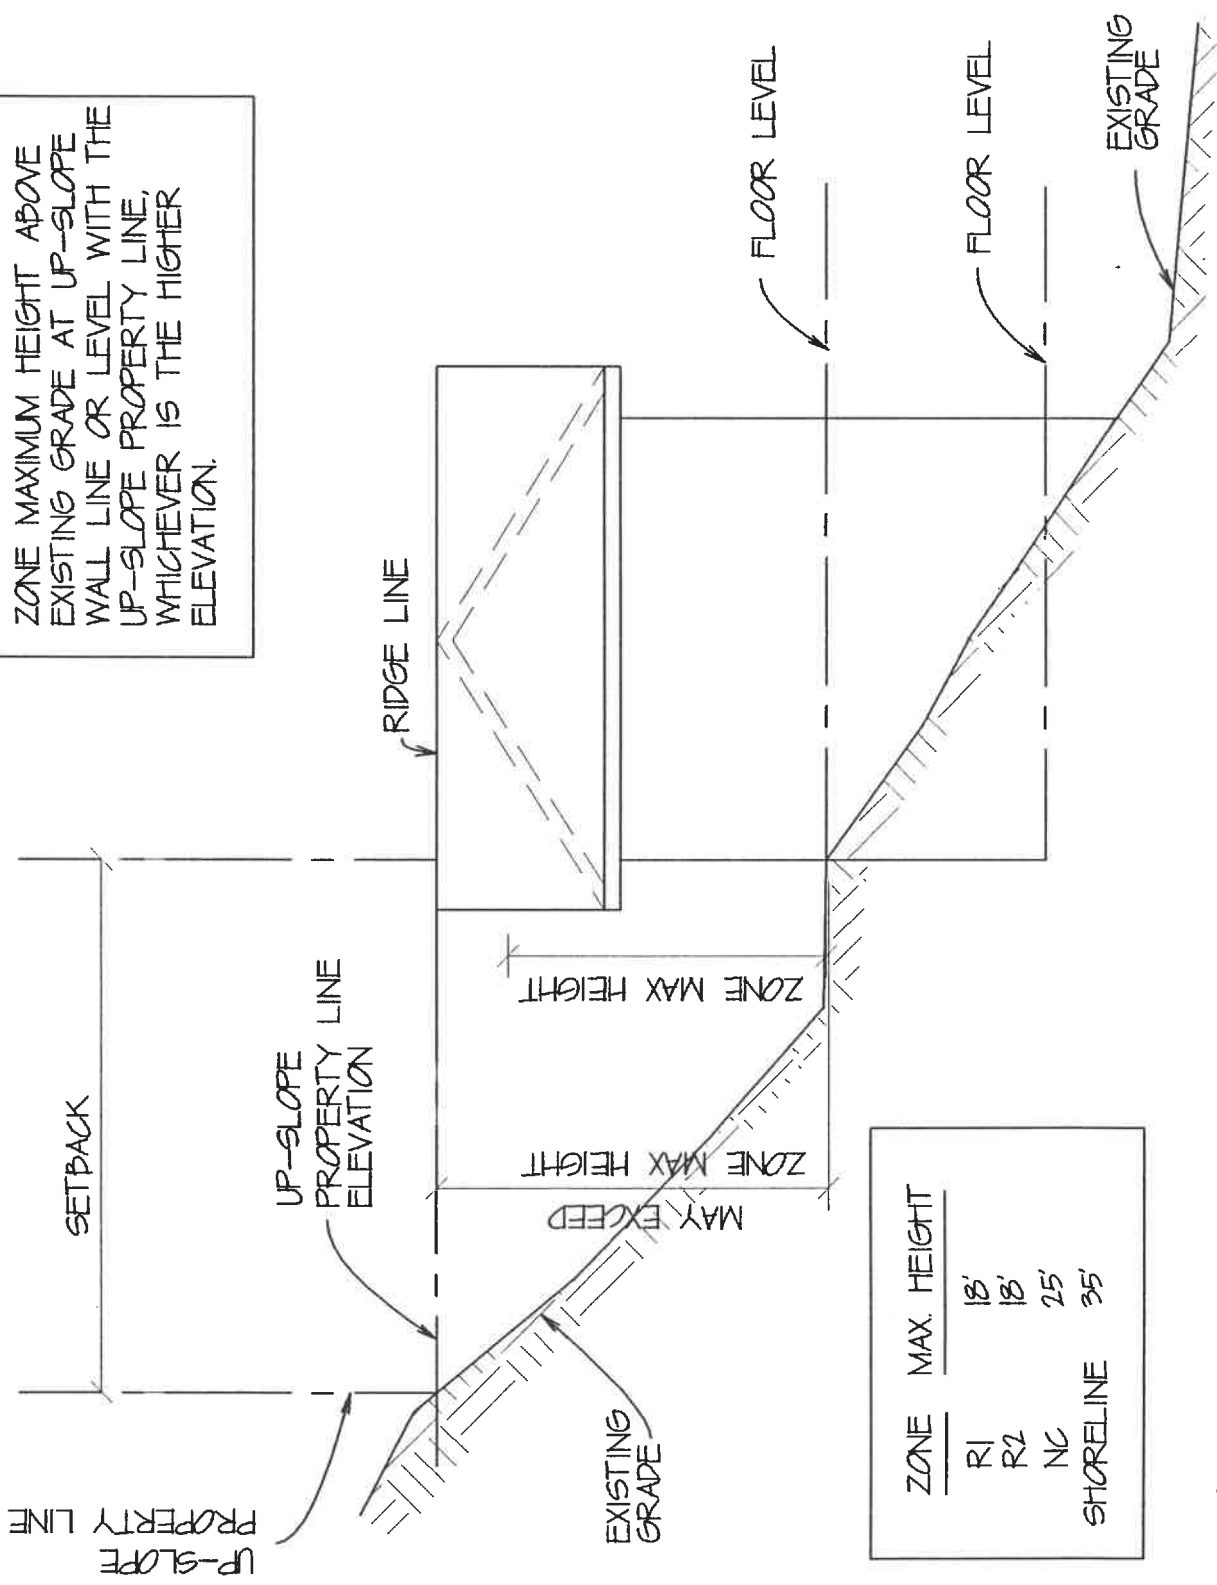 ZONE MAXIMUM HEIGHT ABOVE
EXISTING GRADE AT UP-SLOPE
WALL LINE OR LEVEL WITH THE
UP-SLOPE PROPERTY LINE,
WHICHEVER IS THE HIGHER
ELEVATION.
SETBACK
UP-SLOPE
PROPERTY LINE
UP-SLOPE
PROPERTY LINE
ELEVATION
RIDGE LINE
FLOOR LEVEL
FLOOR LEVEL
EXISTING
GRADE
ZONE MAX HEIGHT
MAY EXCEED
ZONE MAX HEIGHT
EXISTING
GRADE
ZONE MAX. HEIGHT
R1 18'
R2 18'
NC 25'
SHORELINE 35'